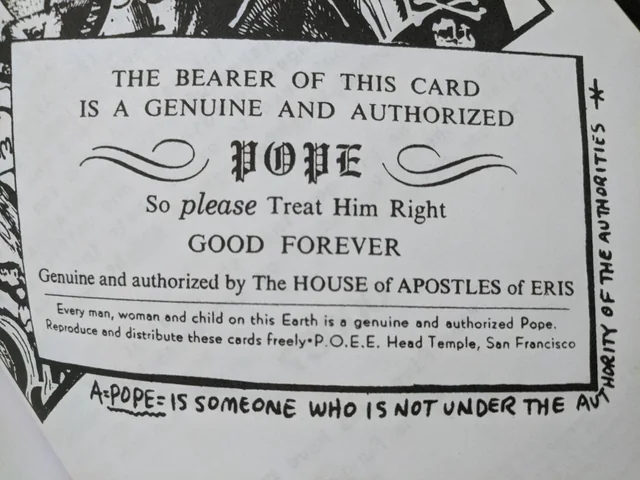 THE BEARER OF THIS CARD
IS A GENUINE AND AUTHORIZED
POPE
So please Treat Him Right
GOOD FOREVER
Genuine and authorized by The HOUSE of APOSTLES of ERIS
Every man, woman and child on this Earth is a genuine and authorized Pope.
Reproduce and distribute these cards freely•P.O.E.E. Head Temple, San Francisco
A=POPE= IS SOMEONE WHO IS NOT UNDER THE AUTHORITY OF THE AUTHORITIES *